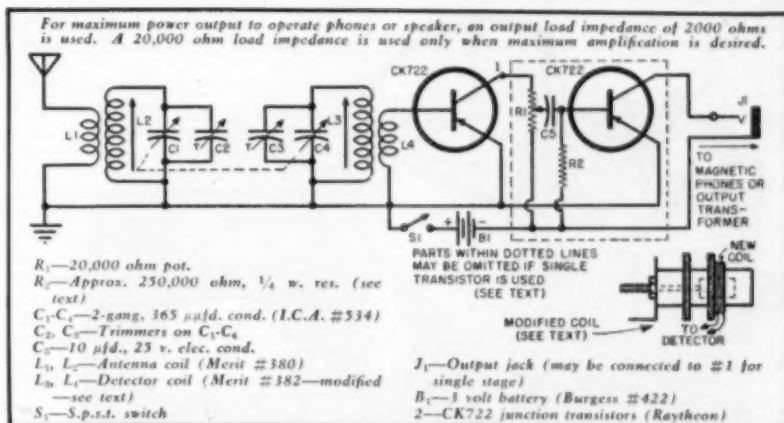 For maximum power output to operate phones or speaker, an output load impedance of 2000 ohms
is used. A 20,000 ohm load impedance is used only when maximum amplification is desired.
CK722
CK722
1
L1
L2
C1
C2
C3
C4
L3
L4
R1
C5
R2
J1
T
T
TO
MAGNETIC
PHONES OR
OUTPUT
TRANS-
FORMER
S1
+
-
B1
PARTS WITHIN DOTTED LINES
MAY BE OMITTED IF SINGLE
TRANSISTOR IS USED
(SEE TEXT)
NEW
COIL
MODIFIED COIL
(SEE TEXT)
TO
DETECTOR
R₁—20,000 ohm pot.
R₂—Approx. 250,000 ohm, ¼ w. res. (see
text)
C₁-C₄—2-gang, 365 μμfd. cond. (I.C.A. #534)
C₂, C₃—Trimmers on C₁-C₄
C₅—10 μfd., 25 v. elec. cond.
L₁, L₂—Antenna coil (Merit #380)
L₃, L₄—Detector coil (Merit #382—modified
—see text)
S₁—S.p.s.t. switch
J₁—Output jack (may be connected to #1 for
single stage)
B₁—3 volt battery (Burgess #422)
2—CK722 junction transistors (Raytheon)